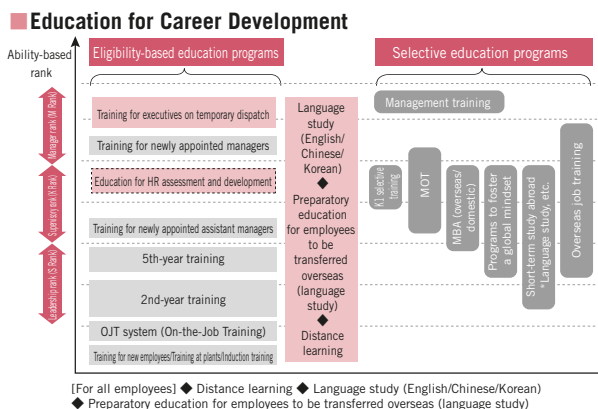 Education for Career Development
Ability-based
rank
Eligibility-based education programs
Selective education programs
Manager rank (M Rank)
Supervisory rank (K Rank)
Leadership rank (S Rank)
Training for executives on temporary dispatch
Training for newly appointed managers
Education for HR assessment and development
Training for newly appointed assistant managers
5th-year training
2nd-year training
OJT system (On-the-Job Training)
Training for new employees/Training at plants/Induction training
Language
study
(English/
Chinese/
Korean)
◆
Preparatory
education
for employees
to be
transferred
overseas
(language
study)
◆
Distance
learning
Management training
K1 selective
training
MOT
MBA (overseas/
domestic)
Programs to foster
a global mindset
Short-term study abroad
*Language study, etc.
Overseas job training
[For all employees] ◆ Distance learning ◆ Language study (English/Chinese/Korean)
◆ Preparatory education for employees to be transferred overseas (language study)